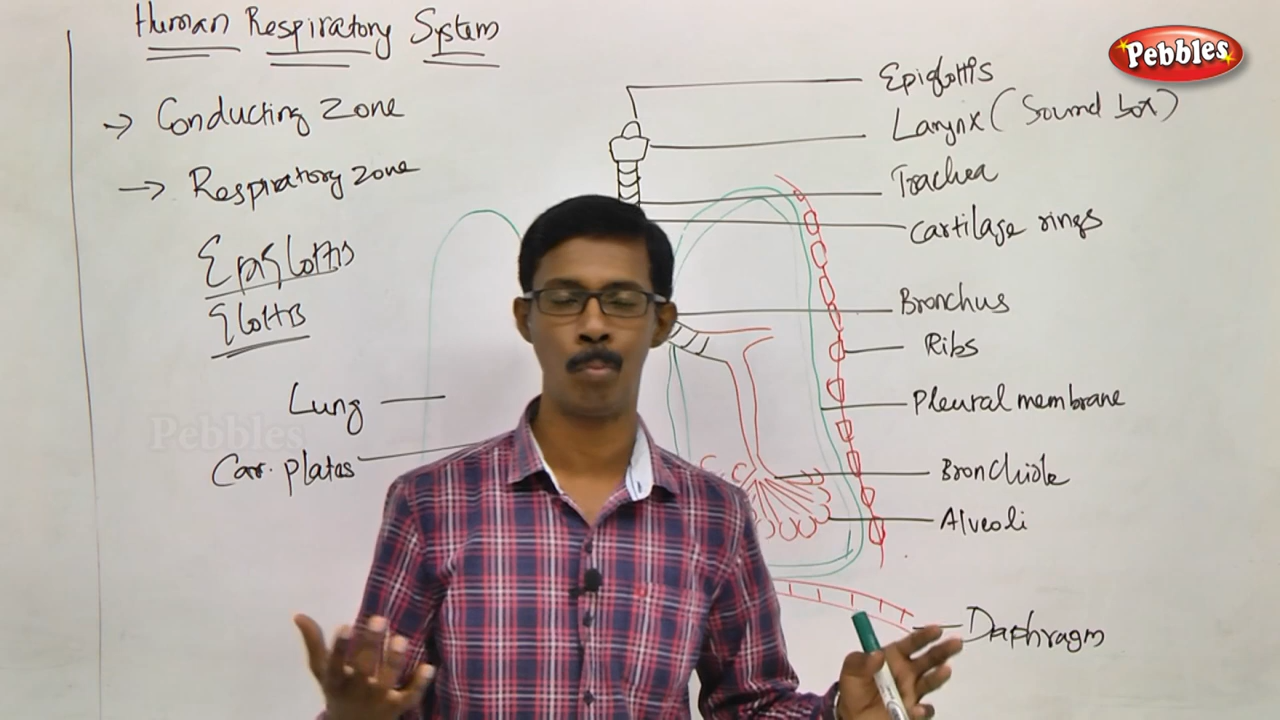 Human Respiratory System
Pebbles
→ Conducting Zone
→ Respiratory zone
Epiglottis
Glottis
Lung
Car. plates
Pebbles
Epiglottis
Larynx (Sound box)
Trachea
Cartilage rings
Bronchus
Ribs
Pleural membrane
Bronchiole
Alveoli
Daphragm